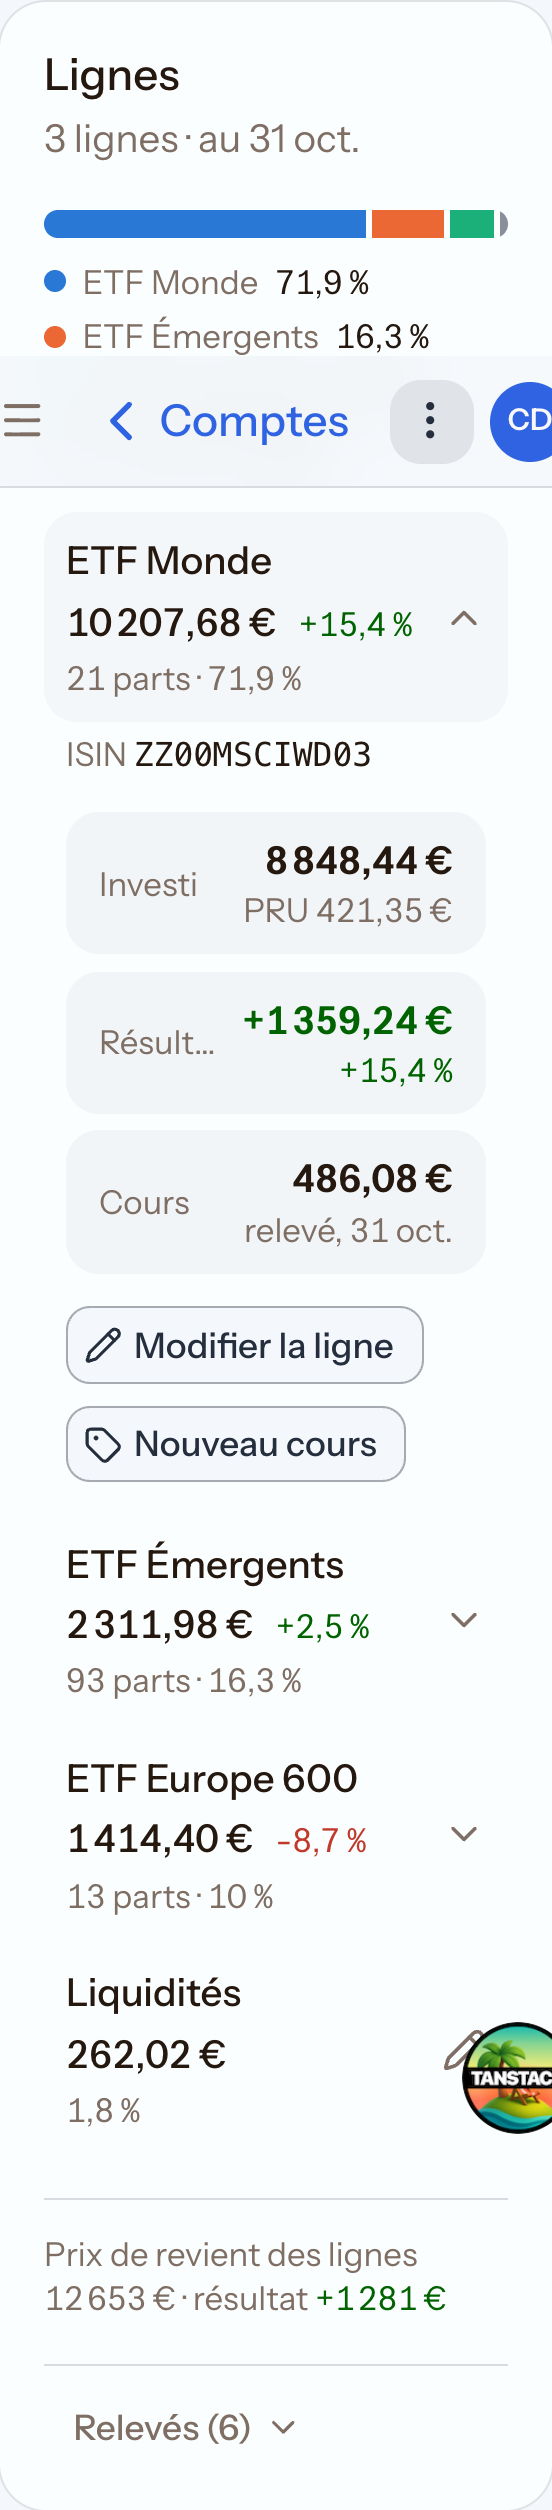 Lignes
3 lignes · au 31 oct.
ETF Monde 71,9 %
ETF Émergents 16,3 %
Comptes
CD
ETF Monde
10 207,68 € +15,4 %
21 parts · 71,9 %
ISIN ZZ00MSCIWD03
Investi
8 848,44 €
PRU 421,35 €
Résult...
+1 359,24 €
+15,4 %
Cours
486,08 €
relevé, 31 oct.
Modifier la ligne
Nouveau cours
ETF Émergents
2 311,98 € +2,5 %
93 parts · 16,3 %
ETF Europe 600
1 414,40 € -8,7 %
13 parts · 10 %
Liquidités
262,02 €
TANSTAC
1,8 %
Prix de revient des lignes
12 653 € · résultat +1 281 €
Relevés (6)